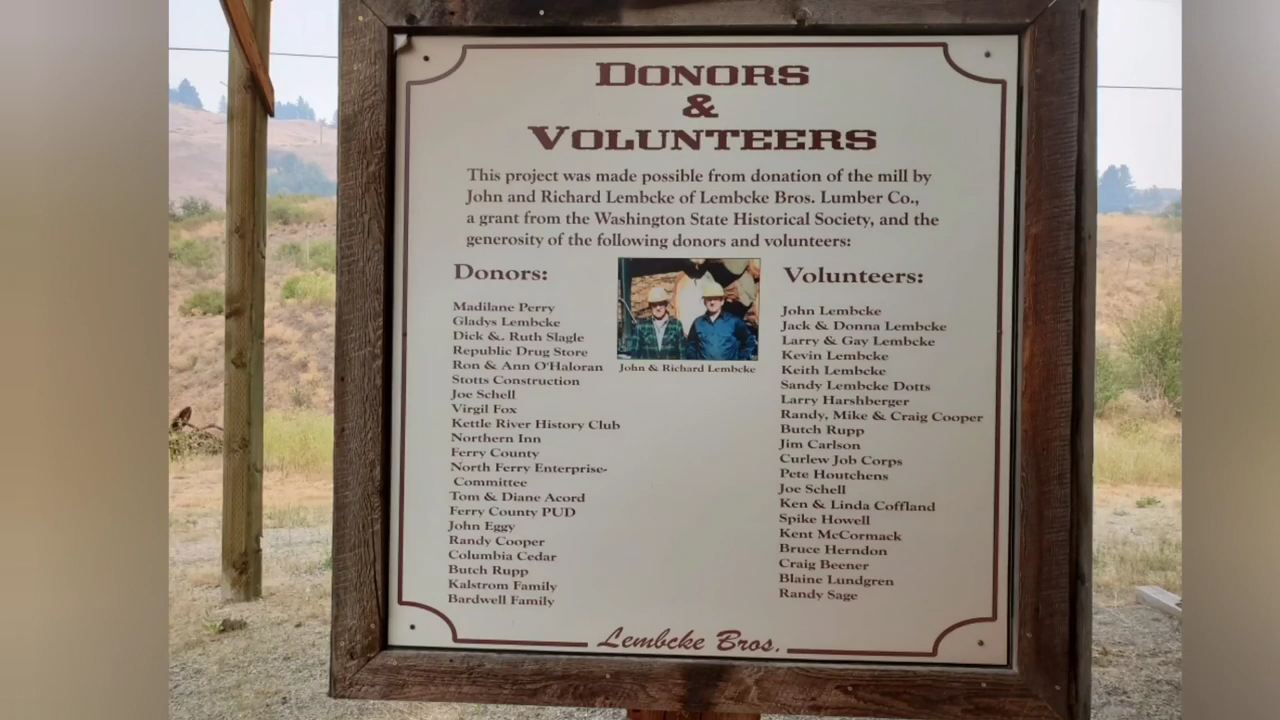 DONORS
&
VOLUNTEERS
This project was made possible from donation of the mill by
John and Richard Lembcke of Lembcke Bros. Lumber Co.,
a grant from the Washington State Historical Society, and the
generosity of the following donors and volunteers:
Donors:
Madilane Perry
Gladys Lembcke
Dick &. Ruth Slagle
Republic Drug Store
Ron & Ann O'Haloran
Stotts Construction
Joe Schell
Virgil Fox
Kettle River History Club
Northern Inn
Ferry County
North Ferry Enterprise-
Committee
Tom & Diane Acord
Ferry County PUD
John Eggy
Randy Cooper
Columbia Cedar
Butch Rupp
Kalstrom Family
Bardwell Family
John & Richard Lembcke
Volunteers:
John Lembcke
Jack & Donna Lembcke
Larry & Gay Lembcke
Kevin Lembcke
Keith Lembcke
Sandy Lembcke Dotts
Larry Harshberger
Randy, Mike & Craig Cooper
Butch Rupp
Jim Carlson
Curlew Job Corps
Pete Houtchens
Joe Schell
Ken & Linda Coffland
Spike Howell
Kent McCormack
Bruce Herndon
Craig Beener
Blaine Lundgren
Randy Sage
Lembcke Bros.